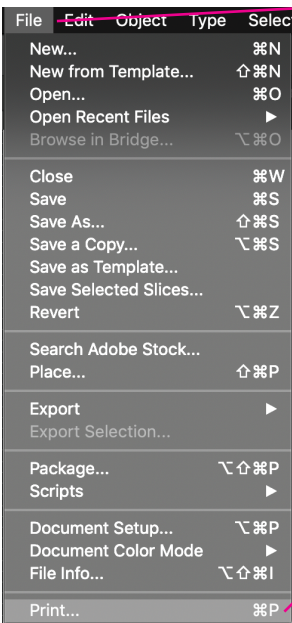 File Edit Object Type Selec
New... ⌘N
New from Template... ⇧⌘N
Open... ⌘O
Open Recent Files ▶
Browse in Bridge... ⌥⌘O
Close ⌘W
Save ⌘S
Save As... ⇧⌘S
Save a Copy... ⌥⌘S
Save as Template...
Save Selected Slices...
Revert ⌥⌘Z
Search Adobe Stock...
Place... ⇧⌘P
Export ▶
Export Selection...
Package... ⌥⇧⌘P
Scripts ▶
Document Setup... ⌥⌘P
Document Color Mode ▶
File Info... ⌥⇧⌘I
Print... ⌘P